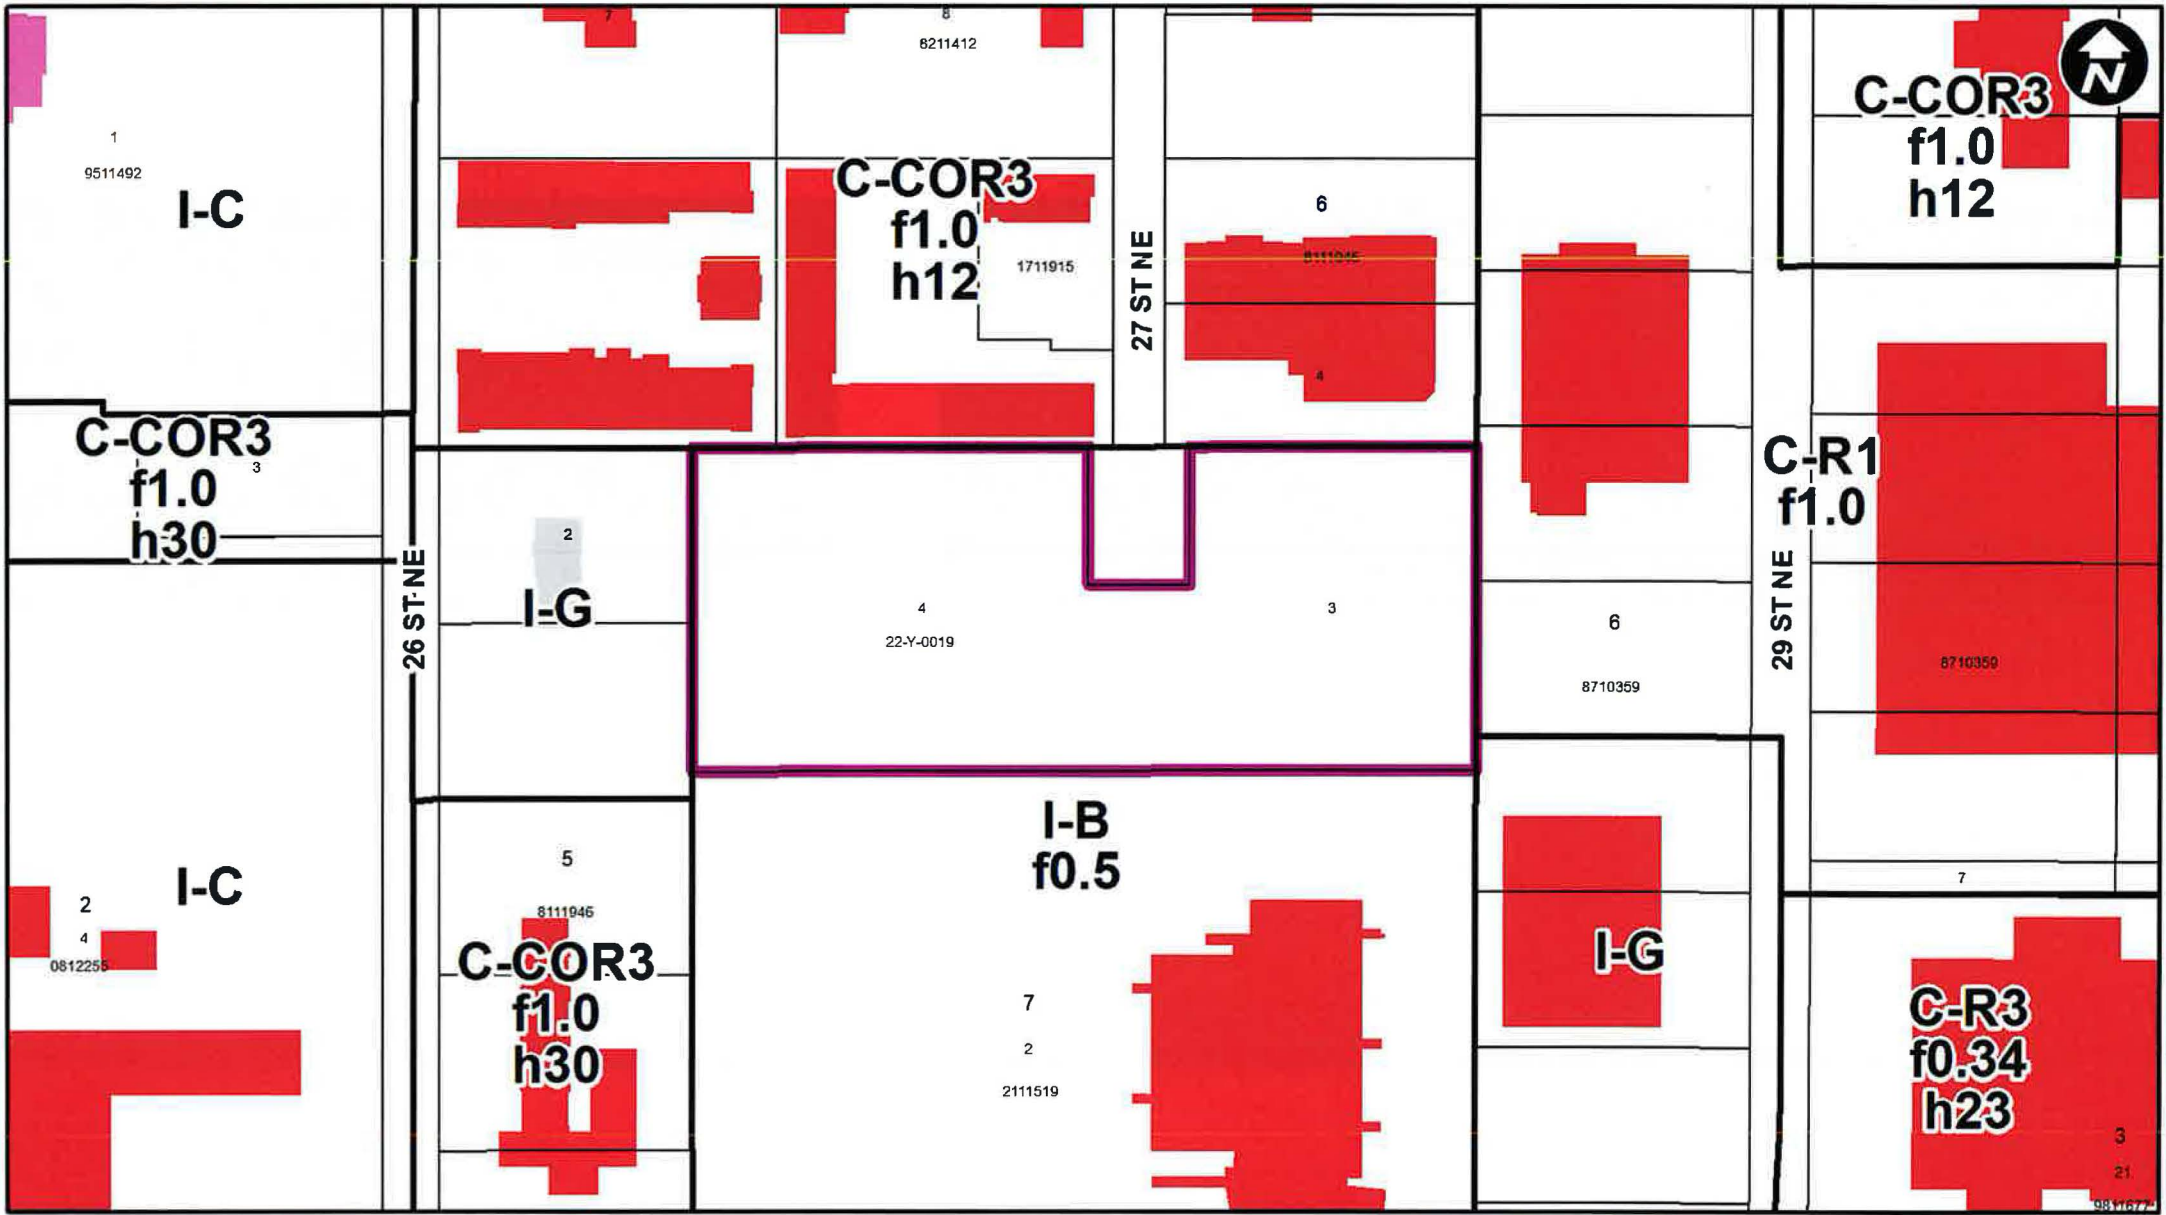 7
8
8211412
N
1
9511492
I-C
C-COR3
f1.0
h12
1711915
27 ST NE
6
8111946
4
C-COR3
f1.0
h12
C-COR3
f1.0
h30
3
26 ST NE
2
I-G
4
22-Y-0019
3
C-R1
f1.0
29 ST NE
6
8710359
8710359
I-B
f0.5
5
8111946
C-COR3
f1.0
h30
I-C
2
4
0812255
7
2
2111519
I-G
7
C-R3
f0.34
h23
3
21
9811677